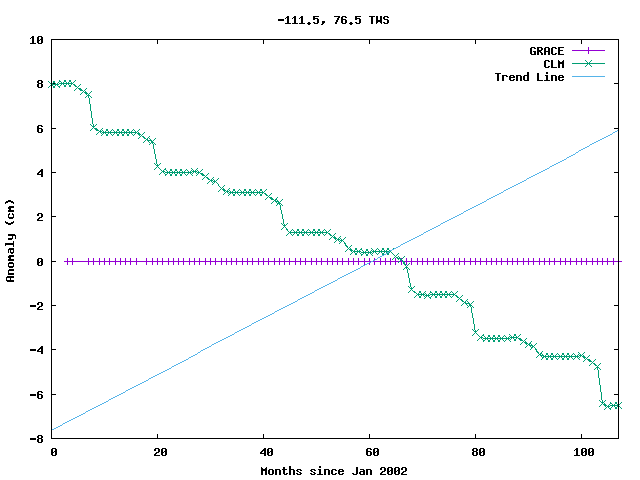 -111.5, 76.5 TWS
GRACE
CLM
Trend Line
Anomaly (cm)
10
8
6
4
2
0
-2
-4
-6
-8
0 20 40 60 80 100
Months since Jan 2002